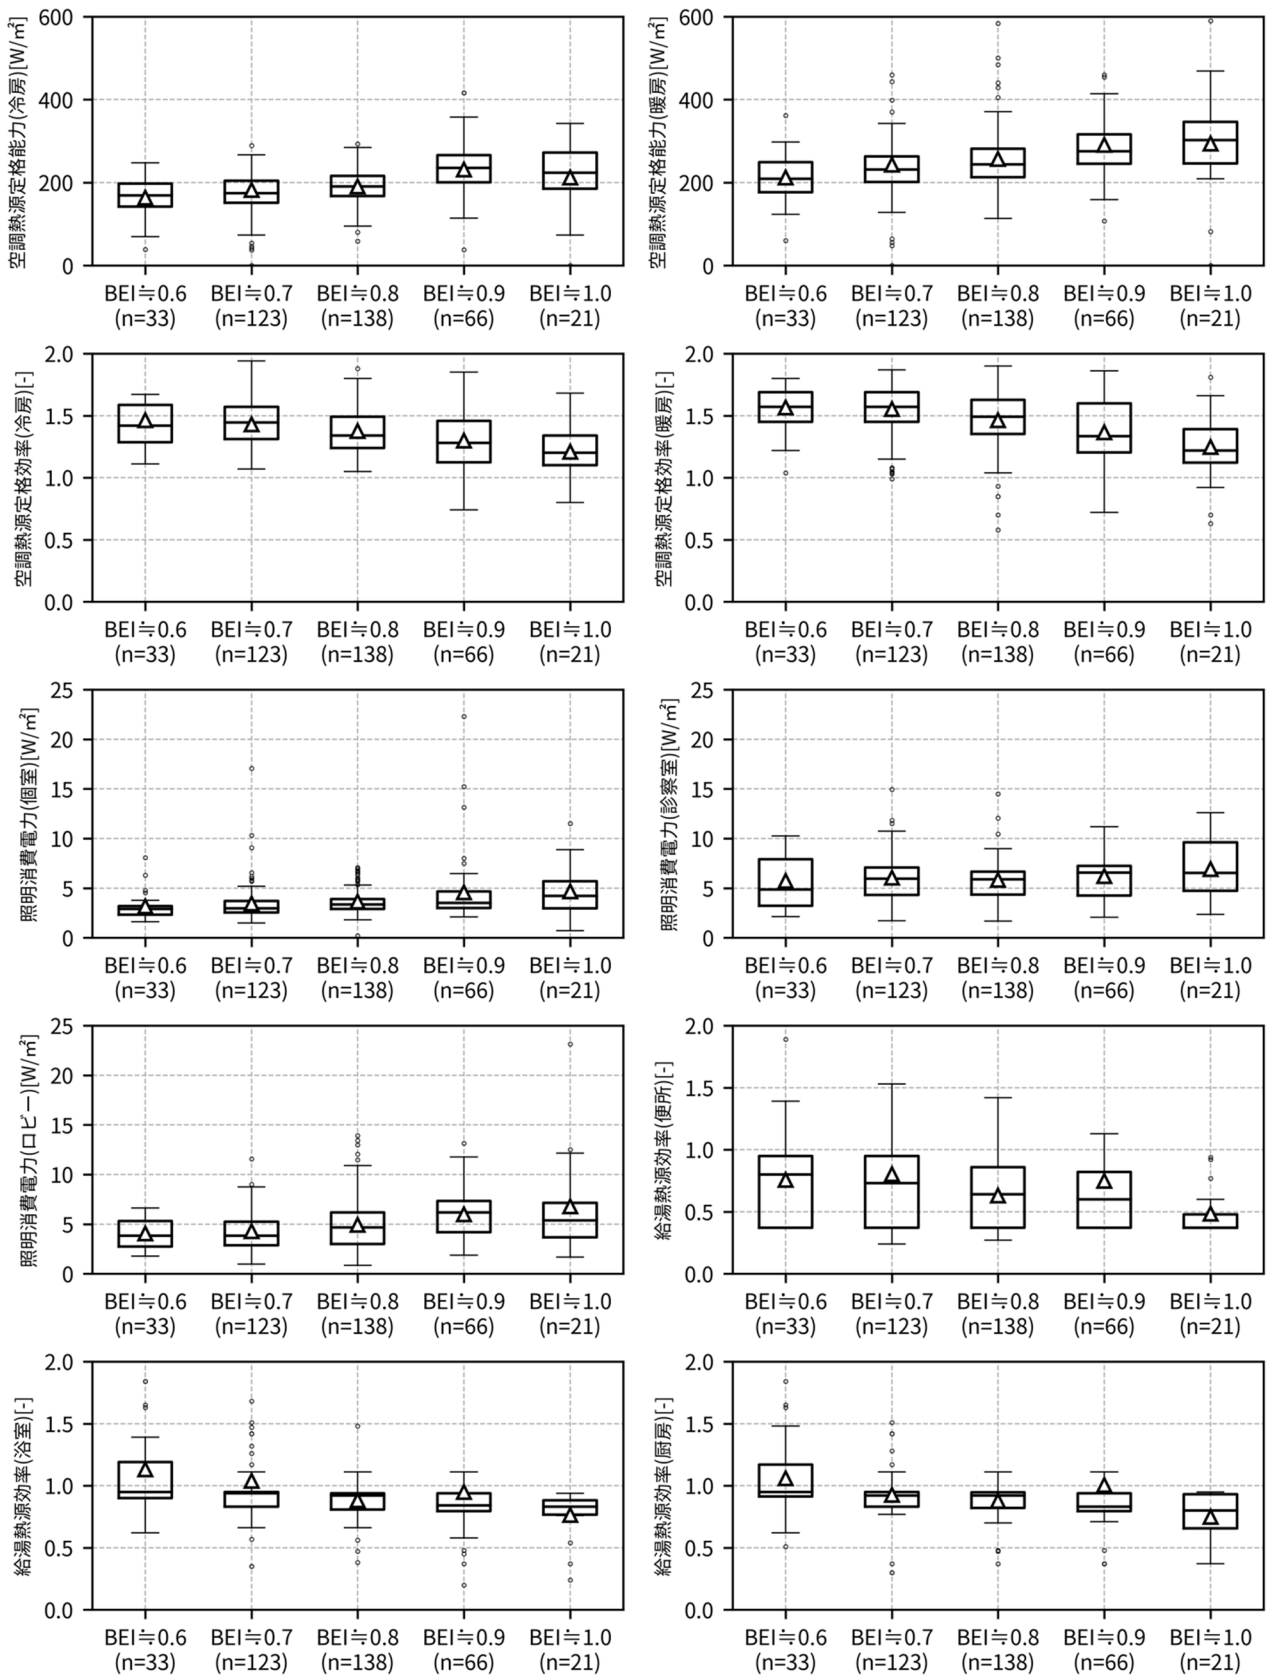 空調熱源定格能力(冷房)[W/㎡]
600
400
200
0
BEI≒0.6 BEI≒0.7 BEI≒0.8 BEI≒0.9 BEI≒1.0
(n=33) (n=123) (n=138) (n=66) (n=21)
空調熱源定格能力(暖房)[W/㎡]
600
400
200
0
BEI≒0.6 BEI≒0.7 BEI≒0.8 BEI≒0.9 BEI≒1.0
(n=33) (n=123) (n=138) (n=66) (n=21)
空調熱源定格効率(冷房)[-]
2.0
1.5
1.0
0.5
0.0
BEI≒0.6 BEI≒0.7 BEI≒0.8 BEI≒0.9 BEI≒1.0
(n=33) (n=123) (n=138) (n=66) (n=21)
空調熱源定格効率(暖房)[-]
2.0
1.5
1.0
0.5
0.0
BEI≒0.6 BEI≒0.7 BEI≒0.8 BEI≒0.9 BEI≒1.0
(n=33) (n=123) (n=138) (n=66) (n=21)
照明消費電力(個室)[W/㎡]
25
20
15
10
5
0
BEI≒0.6 BEI≒0.7 BEI≒0.8 BEI≒0.9 BEI≒1.0
(n=33) (n=123) (n=138) (n=66) (n=21)
照明消費電力(診察室)[W/㎡]
25
20
15
10
5
0
BEI≒0.6 BEI≒0.7 BEI≒0.8 BEI≒0.9 BEI≒1.0
(n=33) (n=123) (n=138) (n=66) (n=21)
照明消費電力(ロビー)[W/㎡]
25
20
15
10
5
0
BEI≒0.6 BEI≒0.7 BEI≒0.8 BEI≒0.9 BEI≒1.0
(n=33) (n=123) (n=138) (n=66) (n=21)
給湯熱源効率(便所)[-]
2.0
1.5
1.0
0.5
0.0
BEI≒0.6 BEI≒0.7 BEI≒0.8 BEI≒0.9 BEI≒1.0
(n=33) (n=123) (n=138) (n=66) (n=21)
給湯熱源効率(浴室)[-]
2.0
1.5
1.0
0.5
0.0
BEI≒0.6 BEI≒0.7 BEI≒0.8 BEI≒0.9 BEI≒1.0
(n=33) (n=123) (n=138) (n=66) (n=21)
給湯熱源効率(厨房)[-]
2.0
1.5
1.0
0.5
0.0
BEI≒0.6 BEI≒0.7 BEI≒0.8 BEI≒0.9 BEI≒1.0
(n=33) (n=123) (n=138) (n=66) (n=21)